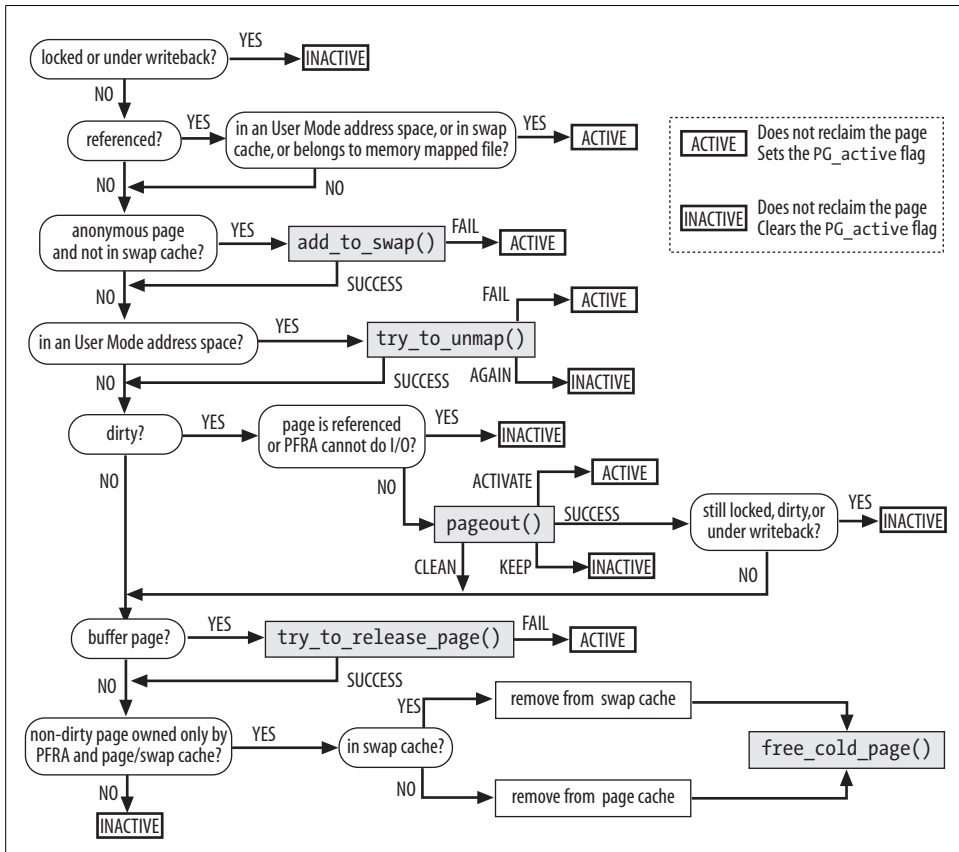 locked or under writeback?
YES
INACTIVE
NO
referenced?
YES
in an User Mode address space, or in swap
cache, or belongs to memory mapped file?
YES
ACTIVE
NO
NO
ACTIVE
Does not reclaim the page
Sets the PG_active flag
INACTIVE
Does not reclaim the page
Clears the PG_active flag
anonymous page
and not in swap cache?
YES
add_to_swap()
FAIL
ACTIVE
SUCCESS
NO
in an User Mode address space?
YES
try_to_unmap()
FAIL
ACTIVE
AGAIN
INACTIVE
SUCCESS
NO
dirty?
YES
page is referenced
or PFRA cannot do I/O?
YES
INACTIVE
NO
NO
pageout()
ACTIVATE
ACTIVE
SUCCESS
still locked, dirty, or
under writeback?
YES
INACTIVE
CLEAN
KEEP
INACTIVE
NO
buffer page?
YES
try_to_release_page()
FAIL
ACTIVE
SUCCESS
NO
non-dirty page owned only by
PFRA and page/swap cache?
YES
in swap cache?
YES
remove from swap cache
free_cold_page()
NO
remove from page cache
NO
INACTIVE